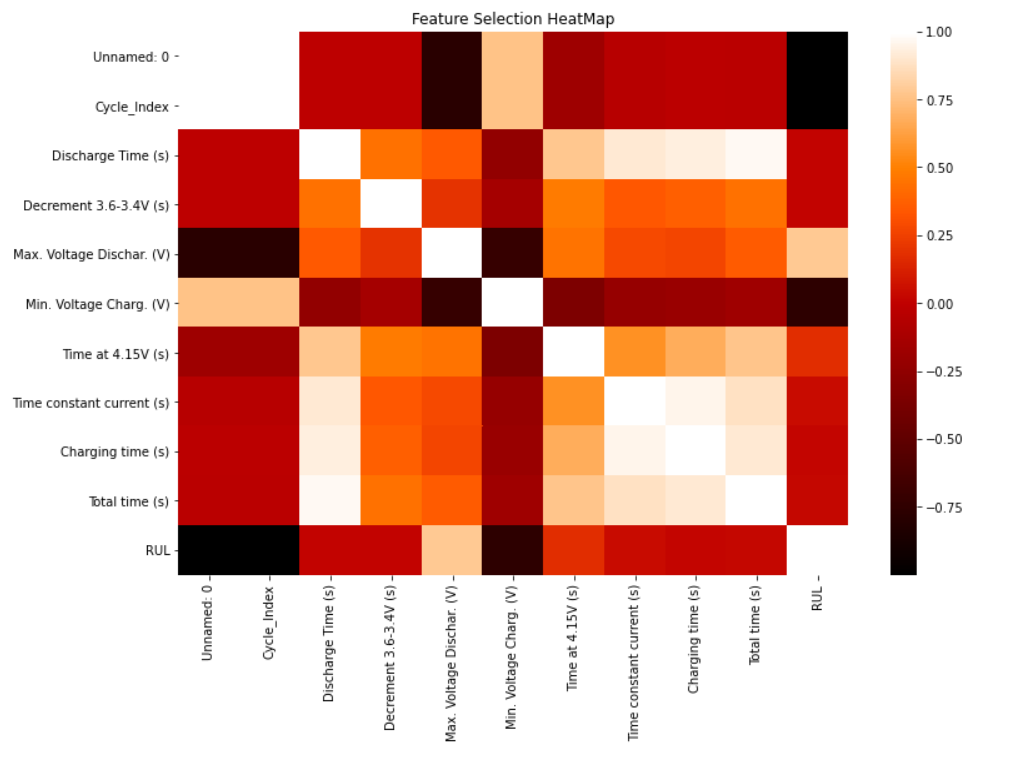 Feature Selection HeatMap
Unnamed: 0
Cycle_Index
Discharge Time (s)
Decrement 3.6-3.4V (s)
Max. Voltage Dischar. (V)
Min. Voltage Charg. (V)
Time at 4.15V (s)
Time constant current (s)
Charging time (s)
Total time (s)
RUL
Unnamed: 0
Cycle_Index
Discharge Time (s)
Decrement 3.6-3.4V (s)
Max. Voltage Dischar. (V)
Min. Voltage Charg. (V)
Time at 4.15V (s)
Time constant current (s)
Charging time (s)
Total time (s)
RUL
1.00
0.75
0.50
0.25
0.00
−0.25
−0.50
−0.75